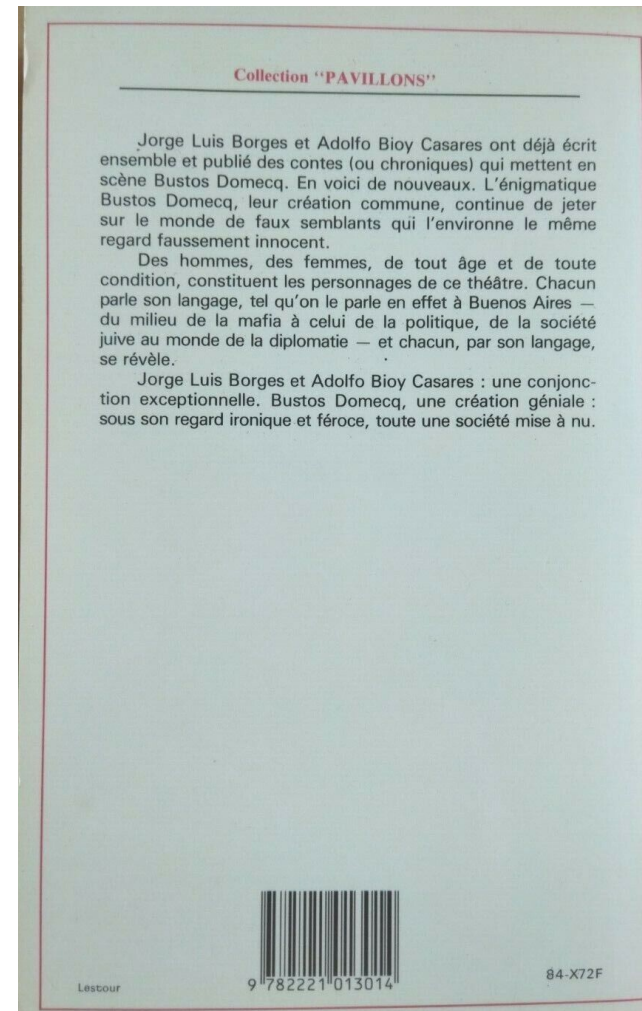 Collection "PAVILLONS"
Jorge Luis Borges et Adolfo Bioy Casares ont déjà écrit
ensemble et publié des contes (ou chroniques) qui mettent en
scène Bustos Domecq. En voici de nouveaux. L'énigmatique
Bustos Domecq, leur création commune, continue de jeter
sur le monde de faux semblants qui l'environne le même
regard faussement innocent.
Des hommes, des femmes, de tout âge et de toute
condition, constituent les personnages de ce théâtre. Chacun
parle son langage, tel qu'on le parle en effet à Buenos Aires —
du milieu de la mafia à celui de la politique, de la société
juive au monde de la diplomatie — et chacun, par son langage,
se révèle.
Jorge Luis Borges et Adolfo Bioy Casares : une conjonc-
tion exceptionnelle. Bustos Domecq, une création géniale :
sous son regard ironique et féroce, toute une société mise à nu.
Lestour
9 782221 013014
84-X72F